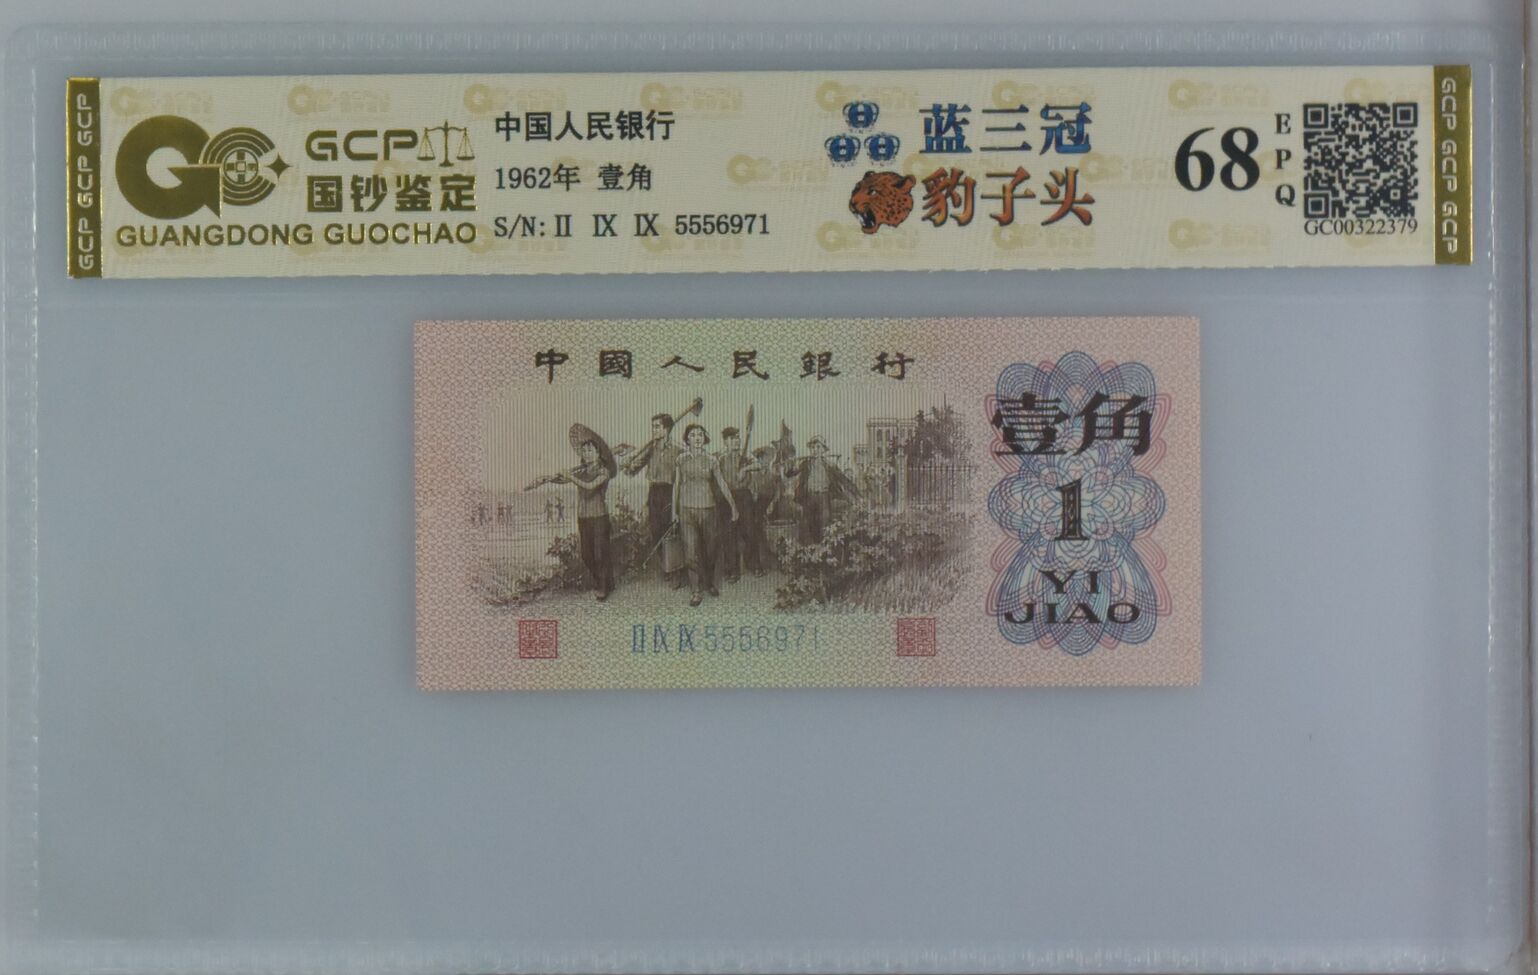 GCP GCP GCP
GCP
国钞鉴定
GUANGDONG GUOCHAO
中国人民银行
1962年 壹角
S/N: II IX IX 5556971
蓝三冠
豹子头
68
EPQ
GC00322379
GCP GCP GCP
中國人民銀行
壹角
1
YI
JIAO
II IX IX 5556971